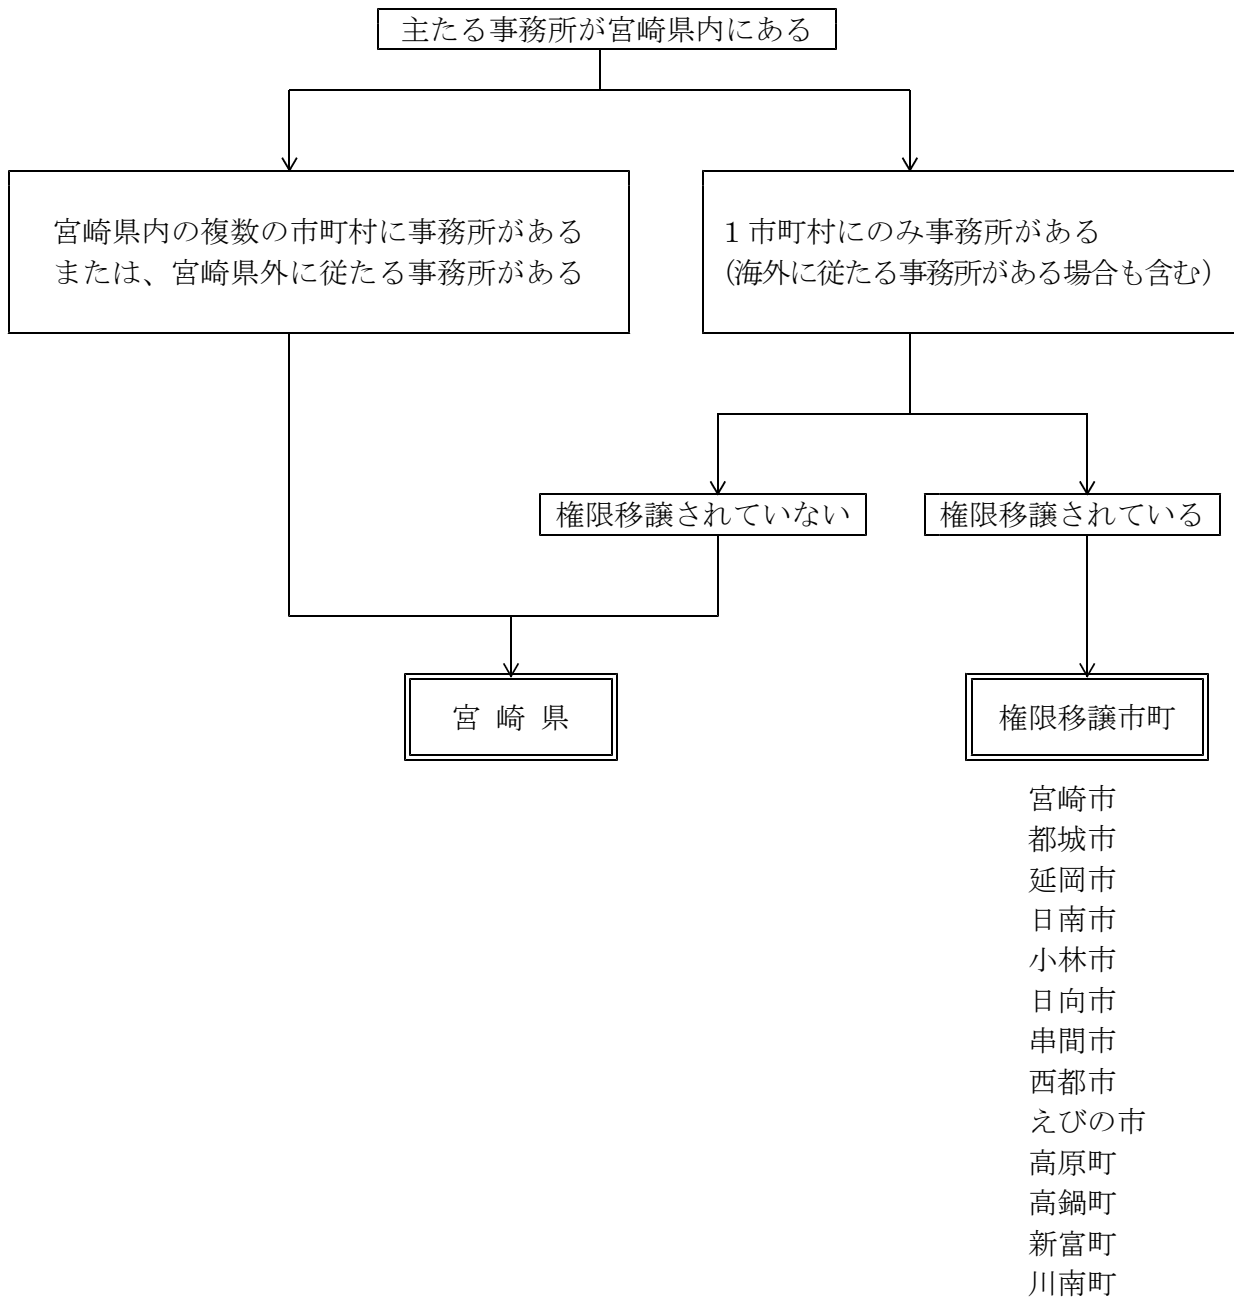 主たる事務所が宮崎県内にある
宮崎県内の複数の市町村に事務所がある
または、宮崎県外に従たる事務所がある
1 市町村にのみ事務所がある
(海外に従たる事務所がある場合も含む)
権限移譲されていない
権限移譲されている
宮 崎 県
権限移譲市町
宮崎市
都城市
延岡市
日南市
小林市
日向市
串間市
西都市
えびの市
高原町
高鍋町
新富町
川南町